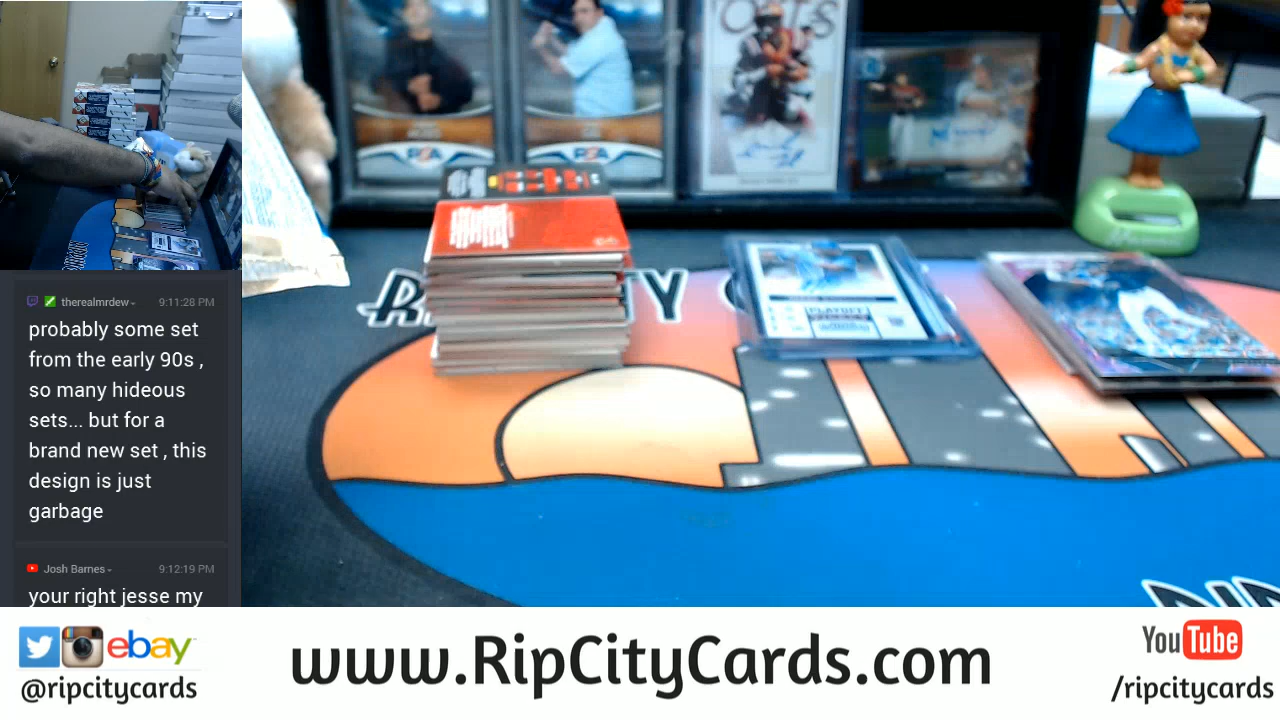 therealmrdew 9:11:28 PM
probably some set
from the early 90s ,
so many hideous
sets... but for a
brand new set , this
design is just
garbage
Josh Barnes 9:12:19 PM
your right jesse my
PLAYOFF
ebay
@ripcitycards
www.RipCityCards.com
YouTube
/ripcitycards